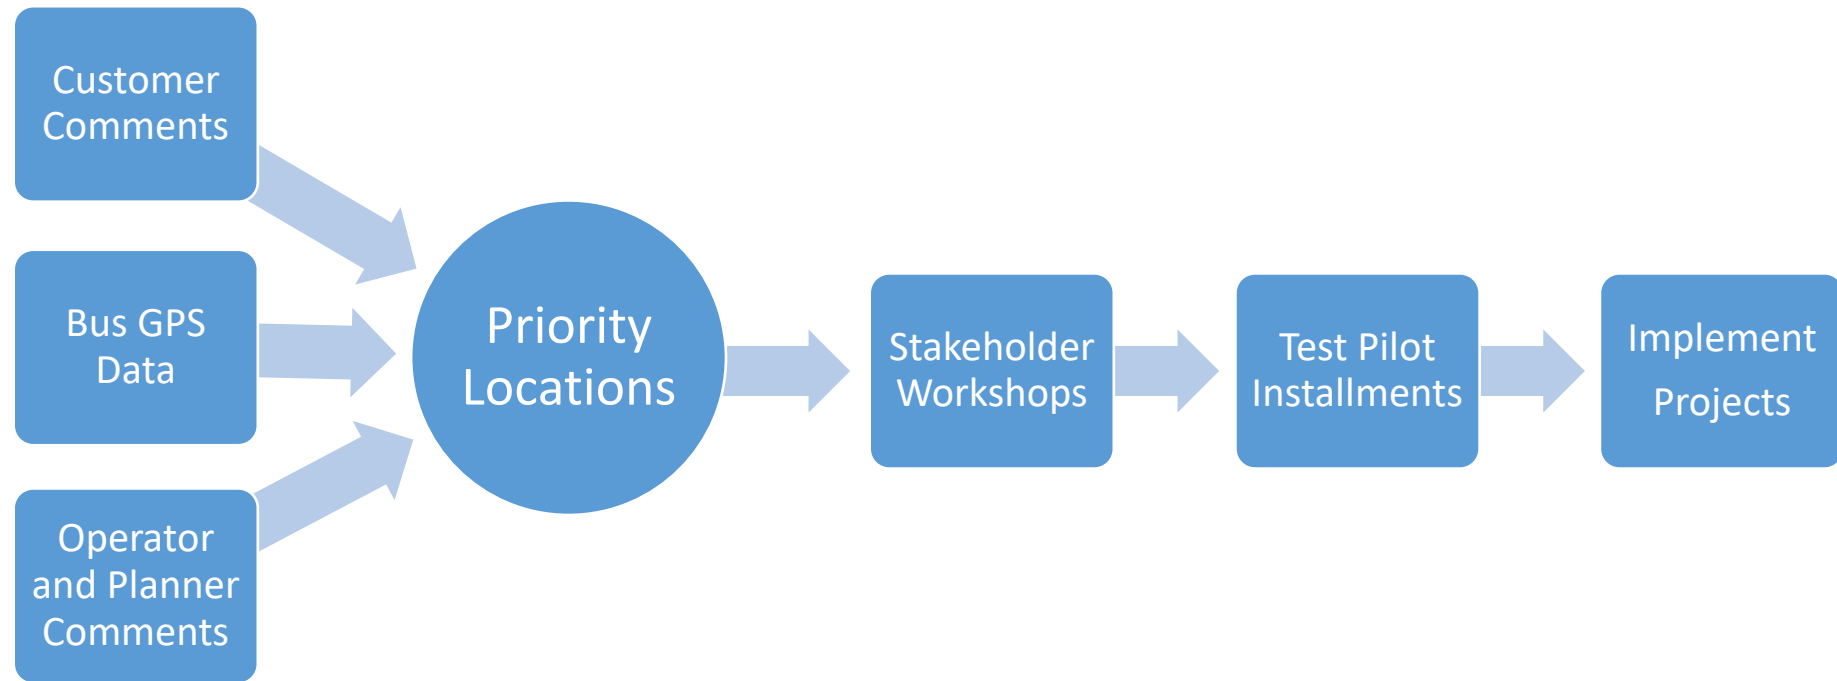 Customer
Comments
Bus GPS
Data
Operator
and Planner
Comments
Priority
Locations
Stakeholder
Workshops
Test Pilot
Installments
Implement
Projects